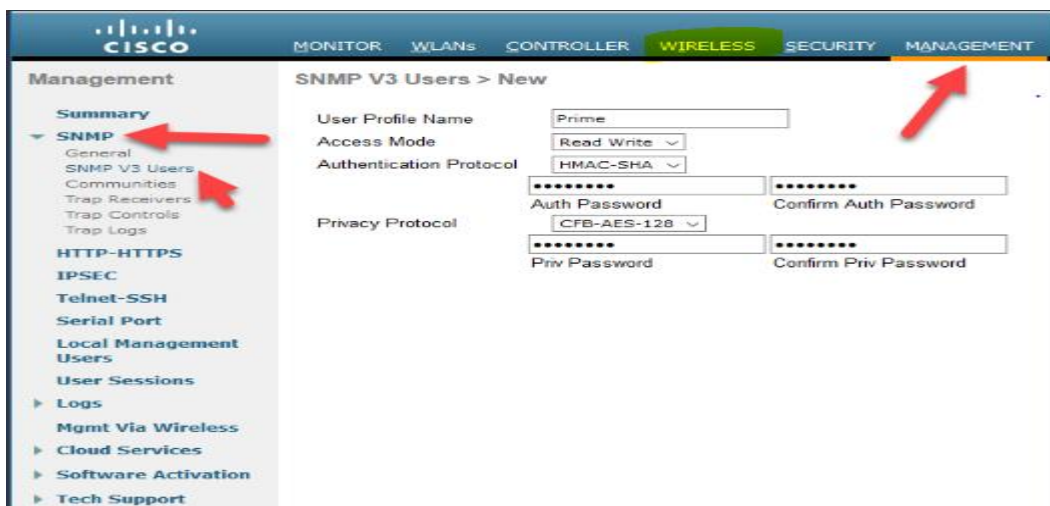 CISCO
MONITOR WLANs CONTROLLER WIRELESS SECURITY MANAGEMENT
Management
Summary
SNMP
General
SNMP V3 Users
Communities
Trap Receivers
Trap Controls
Trap Logs
HTTP-HTTPS
IPSEC
Telnet-SSH
Serial Port
Local Management
Users
User Sessions
Logs
Mgmt Via Wireless
Cloud Services
Software Activation
Tech Support
SNMP V3 Users > New
User Profile Name Prime
Access Mode Read Write
Authentication Protocol HMAC-SHA
•••••••• ••••••••
Auth Password Confirm Auth Password
Privacy Protocol CFB-AES-128
•••••••• ••••••••
Priv Password Confirm Priv Password